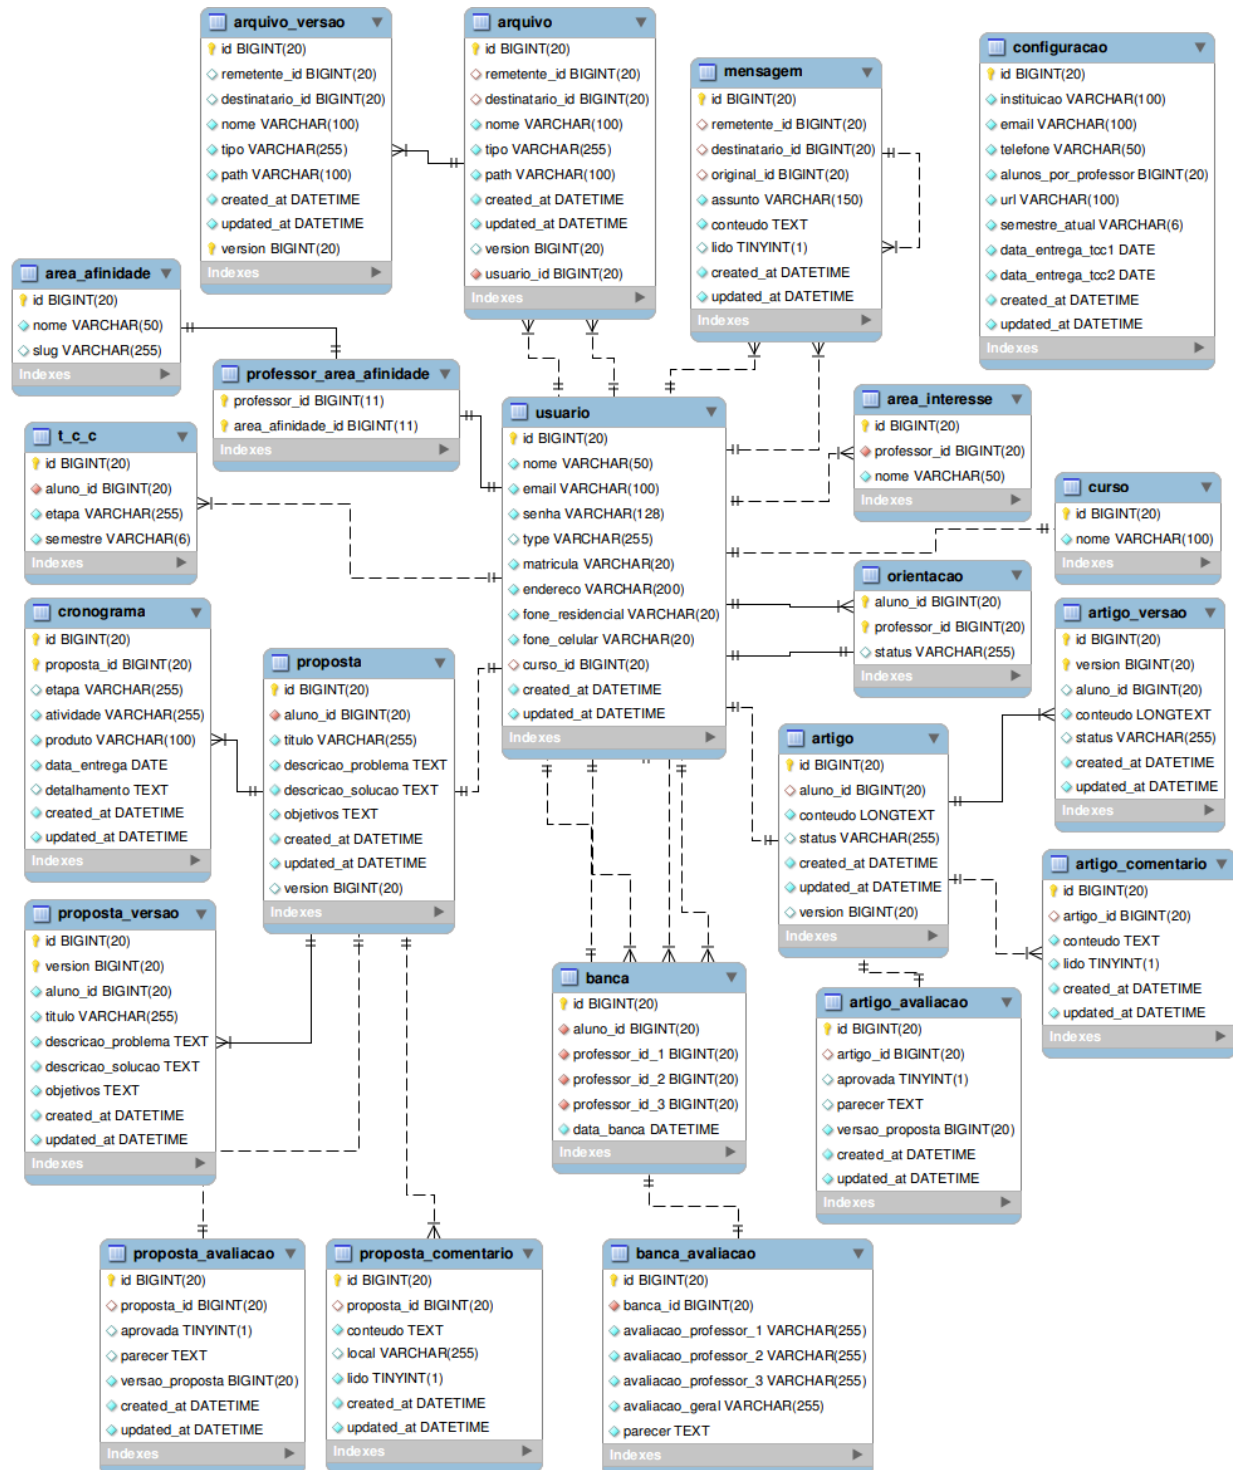 arquivo_versao
id BIGINT(20)
remetente_id BIGINT(20)
destinatario_id BIGINT(20)
nome VARCHAR(100)
tipo VARCHAR(255)
path VARCHAR(100)
created_at DATETIME
updated_at DATETIME
version BIGINT(20)
Indexes
arquivo
id BIGINT(20)
remetente_id BIGINT(20)
destinatario_id BIGINT(20)
nome VARCHAR(100)
tipo VARCHAR(255)
path VARCHAR(100)
created_at DATETIME
updated_at DATETIME
version BIGINT(20)
usuario_id BIGINT(20)
Indexes
mensagem
id BIGINT(20)
remetente_id BIGINT(20)
destinatario_id BIGINT(20)
original_id BIGINT(20)
assunto VARCHAR(150)
conteudo TEXT
lido TINYINT(1)
created_at DATETIME
updated_at DATETIME
Indexes
configuracao
id BIGINT(20)
instituicao VARCHAR(100)
email VARCHAR(100)
telefone VARCHAR(50)
alunos_por_professor BIGINT(20)
url VARCHAR(100)
semestre_atual VARCHAR(6)
data_entrega_tcc1 DATE
data_entrega_tcc2 DATE
created_at DATETIME
updated_at DATETIME
Indexes
area_afinidade
id BIGINT(20)
nome VARCHAR(50)
slug VARCHAR(255)
Indexes
professor_area_afinidade
professor_id BIGINT(11)
area_afinidade_id BIGINT(11)
Indexes
t_c_c
id BIGINT(20)
aluno_id BIGINT(20)
etapa VARCHAR(255)
semestre VARCHAR(6)
Indexes
usuario
id BIGINT(20)
nome VARCHAR(50)
email VARCHAR(100)
senha VARCHAR(128)
type VARCHAR(255)
matricula VARCHAR(20)
endereco VARCHAR(200)
fone_residencial VARCHAR(20)
fone_celular VARCHAR(20)
curso_id BIGINT(20)
created_at DATETIME
updated_at DATETIME
Indexes
area_interesse
id BIGINT(20)
professor_id BIGINT(20)
nome VARCHAR(50)
Indexes
curso
id BIGINT(20)
nome VARCHAR(100)
Indexes
orientacao
aluno_id BIGINT(20)
professor_id BIGINT(20)
status VARCHAR(255)
Indexes
cronograma
id BIGINT(20)
proposta_id BIGINT(20)
etapa VARCHAR(255)
atividade VARCHAR(255)
produto VARCHAR(100)
data_entrega DATE
detalhamento TEXT
created_at DATETIME
updated_at DATETIME
Indexes
proposta
id BIGINT(20)
aluno_id BIGINT(20)
titulo VARCHAR(255)
descricao_problema TEXT
descricao_solucao TEXT
objetivos TEXT
created_at DATETIME
updated_at DATETIME
version BIGINT(20)
Indexes
artigo_versao
id BIGINT(20)
version BIGINT(20)
aluno_id BIGINT(20)
conteudo LONGTEXT
status VARCHAR(255)
created_at DATETIME
updated_at DATETIME
Indexes
artigo
id BIGINT(20)
aluno_id BIGINT(20)
conteudo LONGTEXT
status VARCHAR(255)
created_at DATETIME
updated_at DATETIME
version BIGINT(20)
Indexes
artigo_comentario
id BIGINT(20)
artigo_id BIGINT(20)
conteudo TEXT
lido TINYINT(1)
created_at DATETIME
updated_at DATETIME
Indexes
proposta_versao
id BIGINT(20)
version BIGINT(20)
aluno_id BIGINT(20)
titulo VARCHAR(255)
descricao_problema TEXT
descricao_solucao TEXT
objetivos TEXT
created_at DATETIME
updated_at DATETIME
Indexes
banca
id BIGINT(20)
aluno_id BIGINT(20)
professor_id_1 BIGINT(20)
professor_id_2 BIGINT(20)
professor_id_3 BIGINT(20)
data_banca DATETIME
Indexes
artigo_avaliacao
id BIGINT(20)
artigo_id BIGINT(20)
aprovada TINYINT(1)
parecer TEXT
versao_proposta BIGINT(20)
created_at DATETIME
updated_at DATETIME
Indexes
proposta_avaliacao
id BIGINT(20)
proposta_id BIGINT(20)
aprovada TINYINT(1)
parecer TEXT
versao_proposta BIGINT(20)
created_at DATETIME
updated_at DATETIME
Indexes
proposta_comentario
id BIGINT(20)
proposta_id BIGINT(20)
conteudo TEXT
local VARCHAR(255)
lido TINYINT(1)
created_at DATETIME
updated_at DATETIME
Indexes
banca_avaliacao
id BIGINT(20)
banca_id BIGINT(20)
avaliacao_professor_1 VARCHAR(255)
avaliacao_professor_2 VARCHAR(255)
avaliacao_professor_3 VARCHAR(255)
avaliacao_geral VARCHAR(255)
parecer TEXT
Indexes